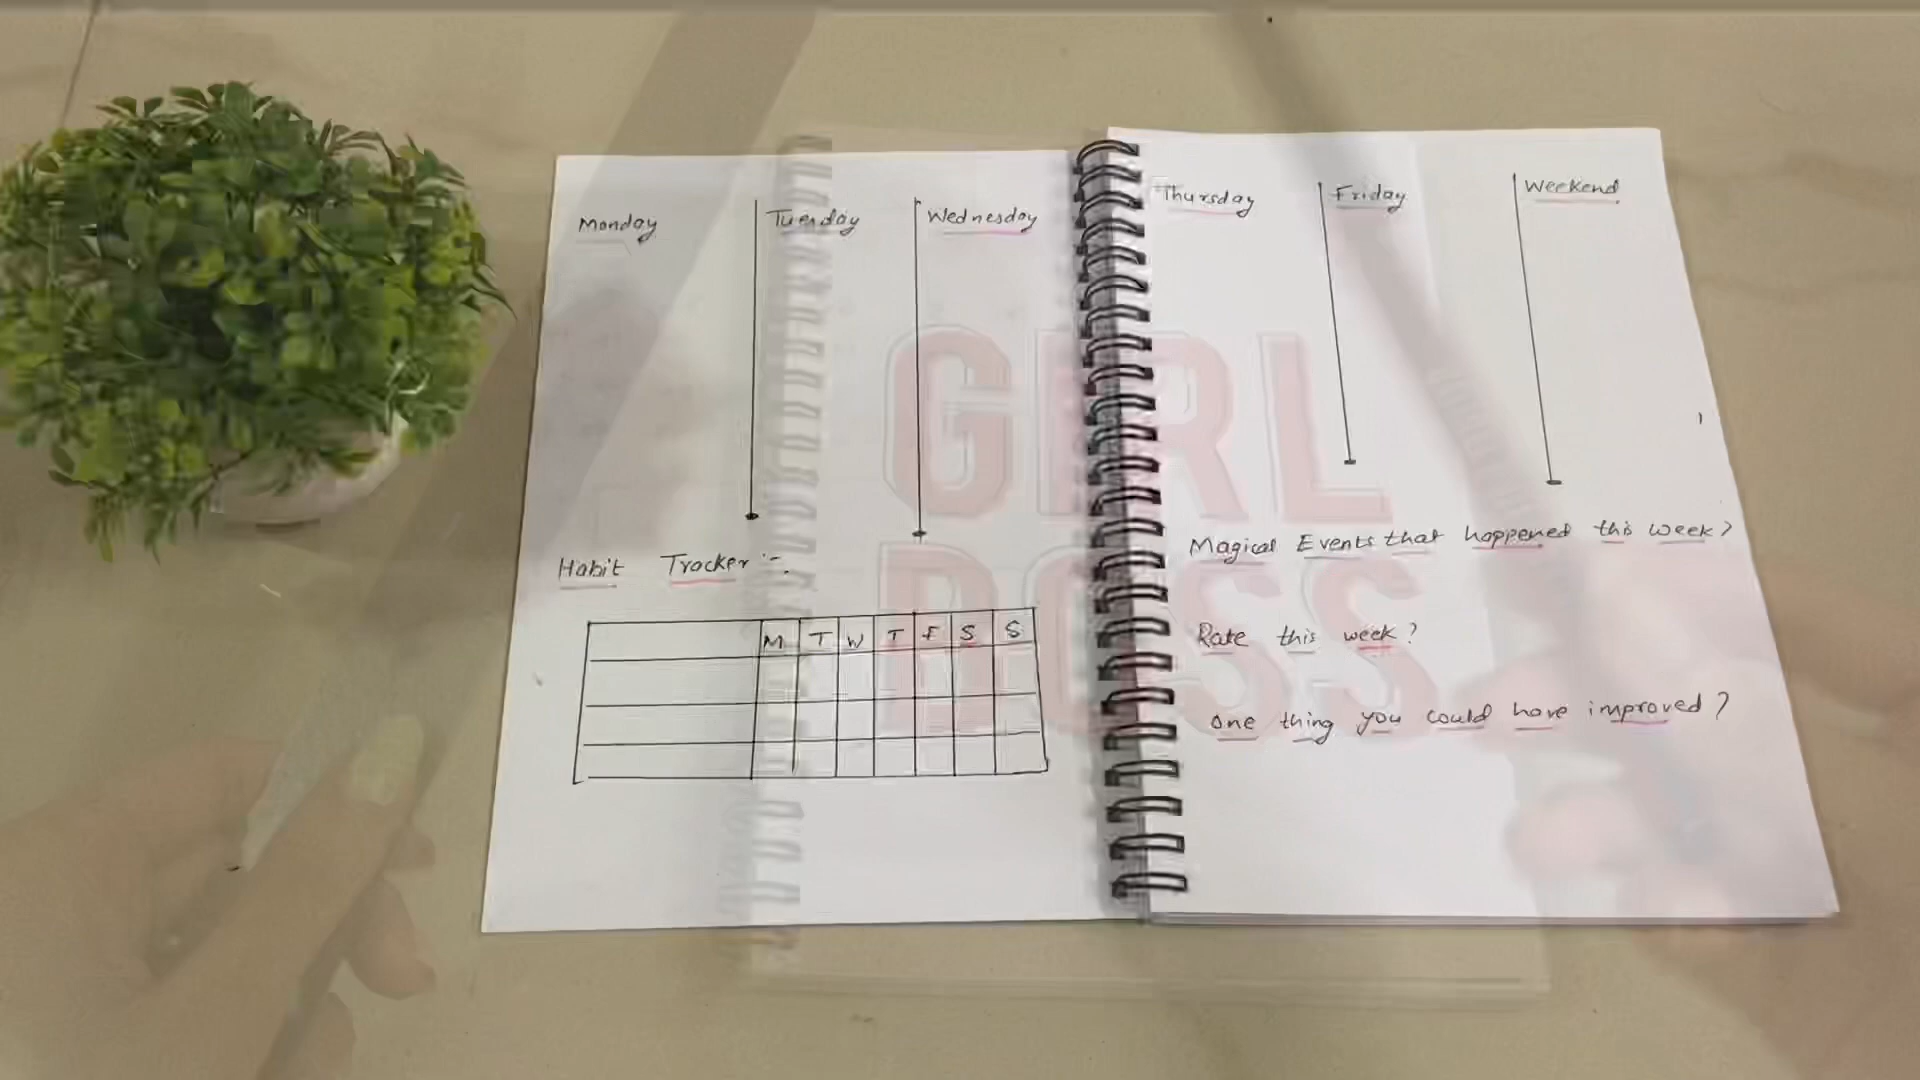 Monday Tuesday Wednesday
Habit Tracker :-
M T W T F S S
Thursday Friday Weekend
Magical Events that happened this week?
Rate this week?
One thing you could have improved?
GIRL
BOSS